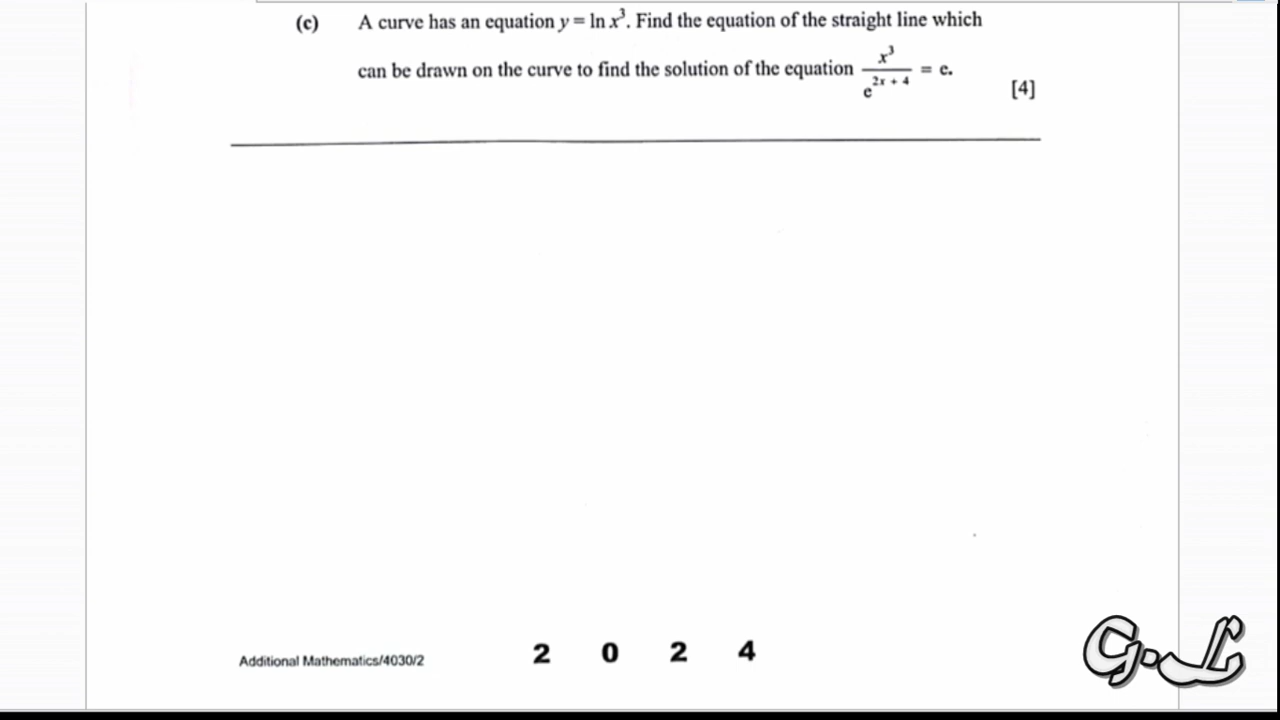 (c) A curve has an equation y = ln x³. Find the equation of the straight line which
can be drawn on the curve to find the solution of the equation x³/e^(2x + 4) = e.
[4]
Additional Mathematics/4030/2
2 0 2 4
G.L